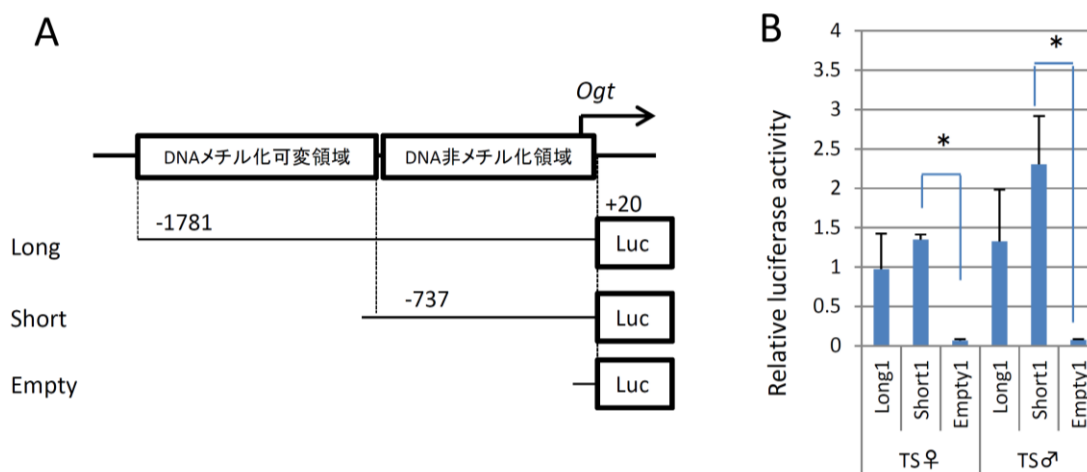 A
Ogt
DNAメチル化可変領域
DNA非メチル化領域
-1781
+20
Long
Luc
-737
Short
Luc
Empty
Luc
B
Relative luciferase activity
4
3.5
3
2.5
2
1.5
1
0.5
0
*
*
Long1
Short1
Empty1
Long1
Short1
Empty1
TS♀
TS♂